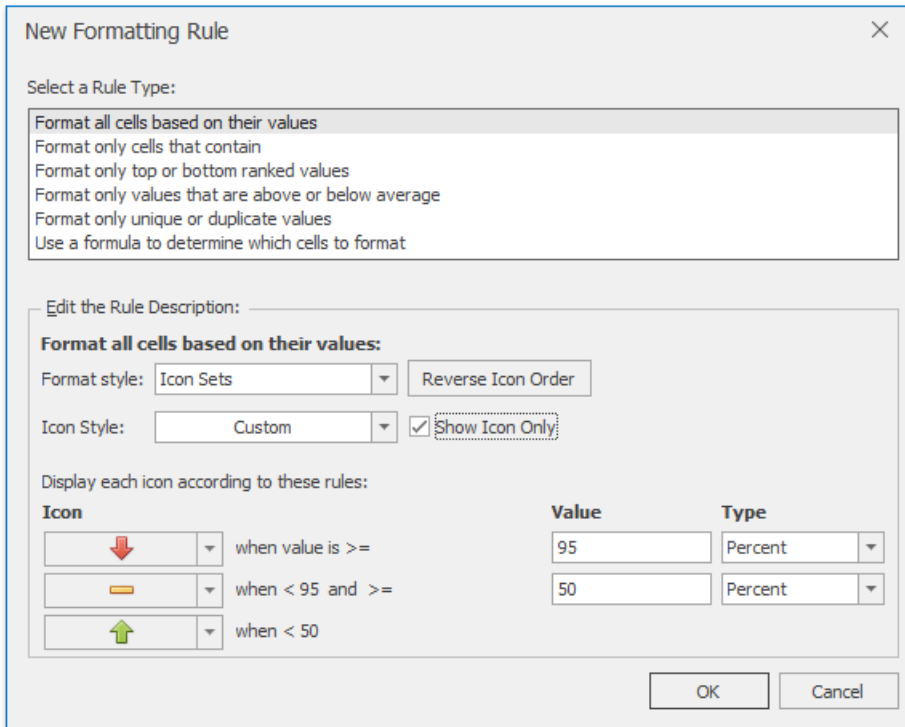 New Formatting Rule
Select a Rule Type:
Format all cells based on their values
Format only cells that contain
Format only top or bottom ranked values
Format only values that are above or below average
Format only unique or duplicate values
Use a formula to determine which cells to format
Edit the Rule Description:
Format all cells based on their values:
Format style: Icon Sets Reverse Icon Order
Icon Style: Custom Show Icon Only
Display each icon according to these rules:
Icon Value Type
when value is >= 95 Percent
when < 95 and >= 50 Percent
when < 50
OK Cancel